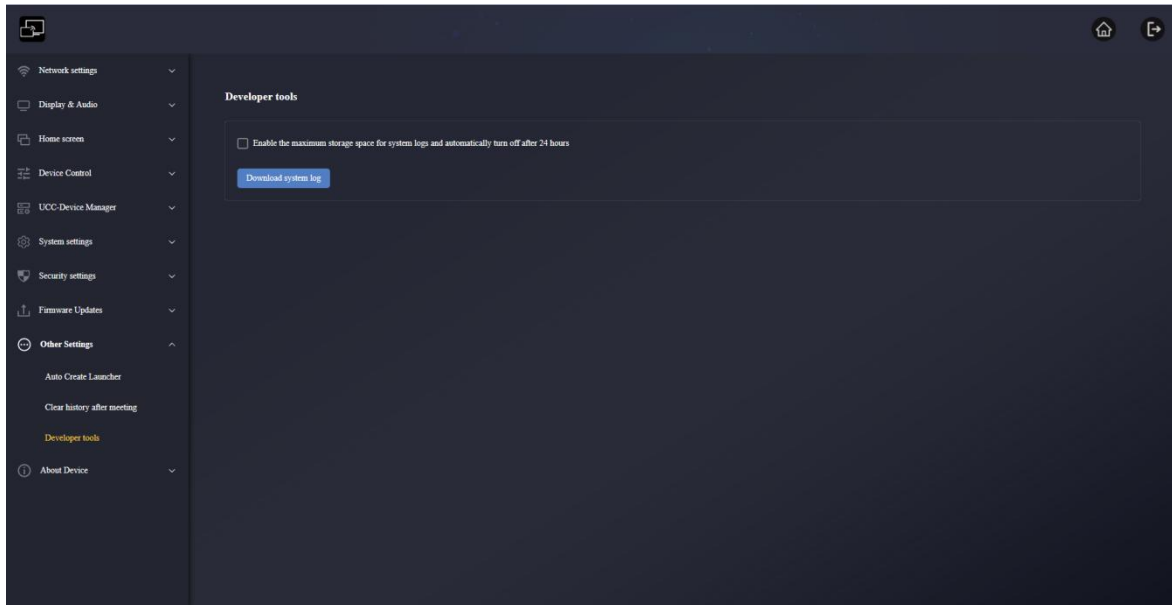 Network settings
Display & Audio
Home screen
Device Control
UCC-Device Manager
System settings
Security settings
Firmware Updates
Other Settings
Auto Create Launcher
Clear history after meeting
Developer tools
About Device
Developer tools
Enable the maximum storage space for system logs and automatically turn off after 24 hours
Download system log